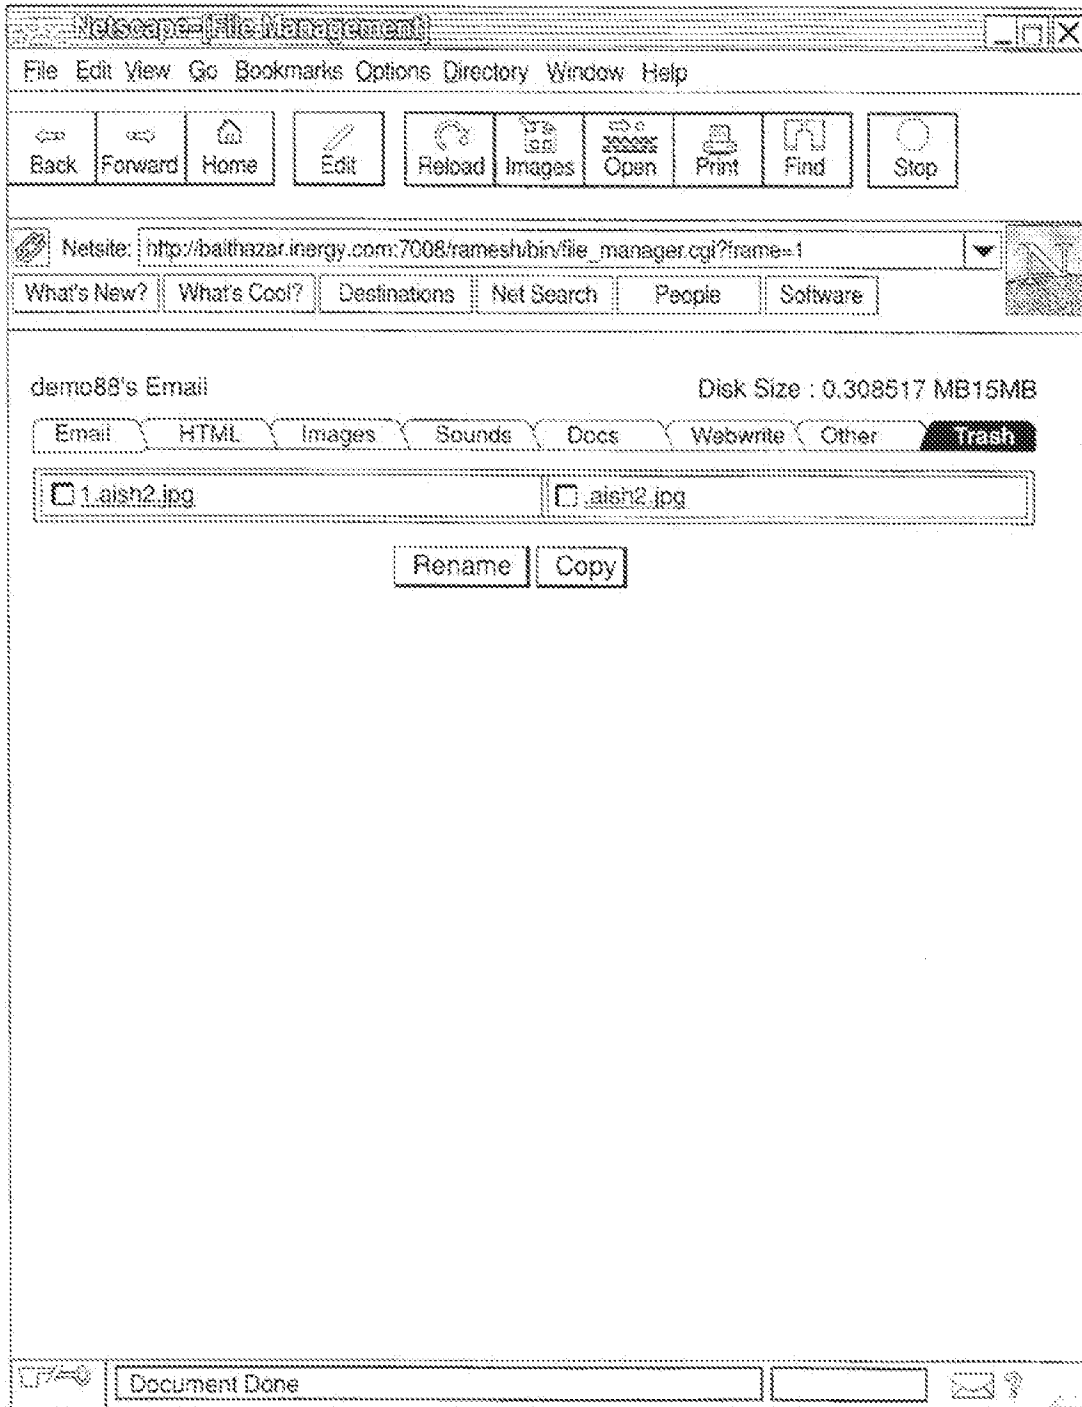 Netscape-[File Management]
File Edit View Go Bookmarks Options Directory Window Help
Back Forward Home Edit Reload Images Open Print Find Stop
Netsite: http://balthazar.inergy.com:7008/ramesh/bin/file_manager.cgi?frame=1
N
What's New? What's Cool? Destinations Net Search People Software
demo88's Email Disk Size : 0.308517 MB15MB
Email HTML Images Sounds Docs Webwrite Other Trash
1.aish2.jpg .aish2.jpg
Rename Copy
Document Done ?